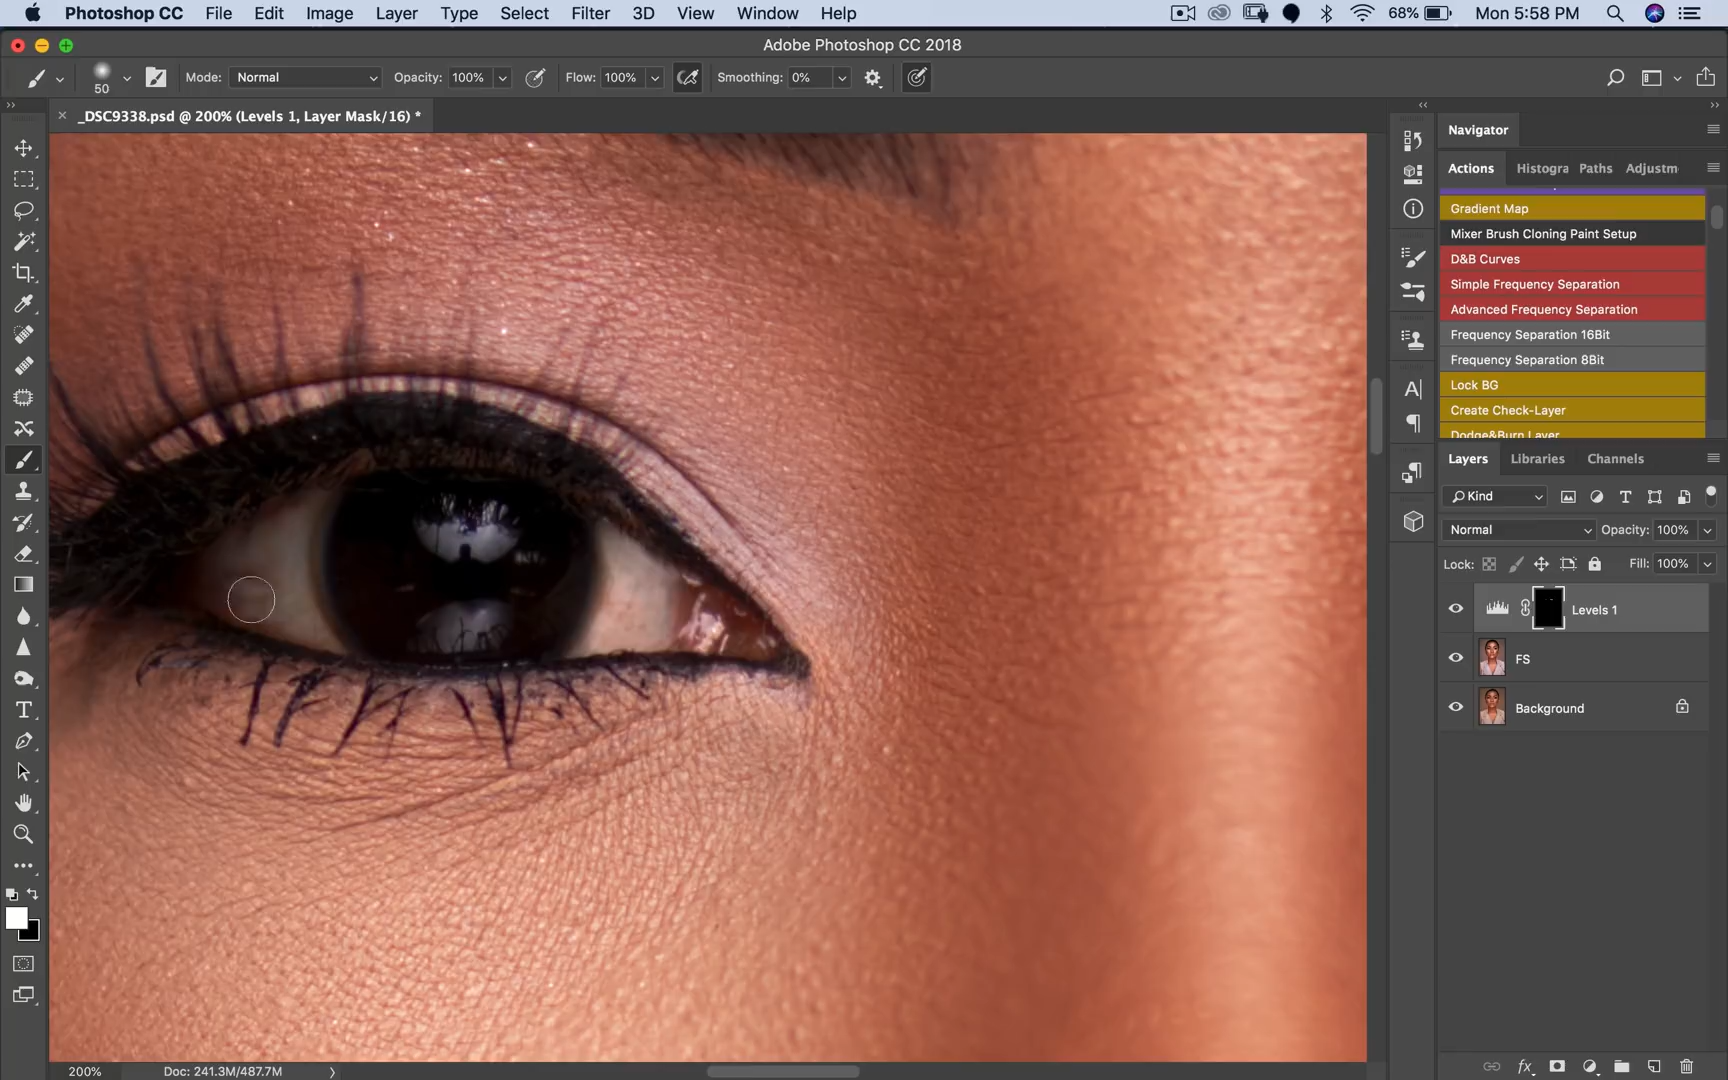 Photoshop CC File Edit Image Layer Type Select Filter 3D View Window Help 68% Mon 5:58 PM
Adobe Photoshop CC 2018
50 Mode: Normal Opacity: 100% Flow: 100% Smoothing: 0%
_DSC9338.psd @ 200% (Levels 1, Layer Mask/16) *
Navigator
Actions Histogra Paths Adjustm
Gradient Map
Mixer Brush Cloning Paint Setup
D&B Curves
Simple Frequency Separation
Advanced Frequency Separation
Frequency Separation 16Bit
Frequency Separation 8Bit
Lock BG
Create Check-Layer
Dodge&Burn Layer
Layers Libraries Channels
Kind
Normal Opacity: 100%
Lock: Fill: 100%
Levels 1
FS
Background
200% Doc: 241.3M/487.7M